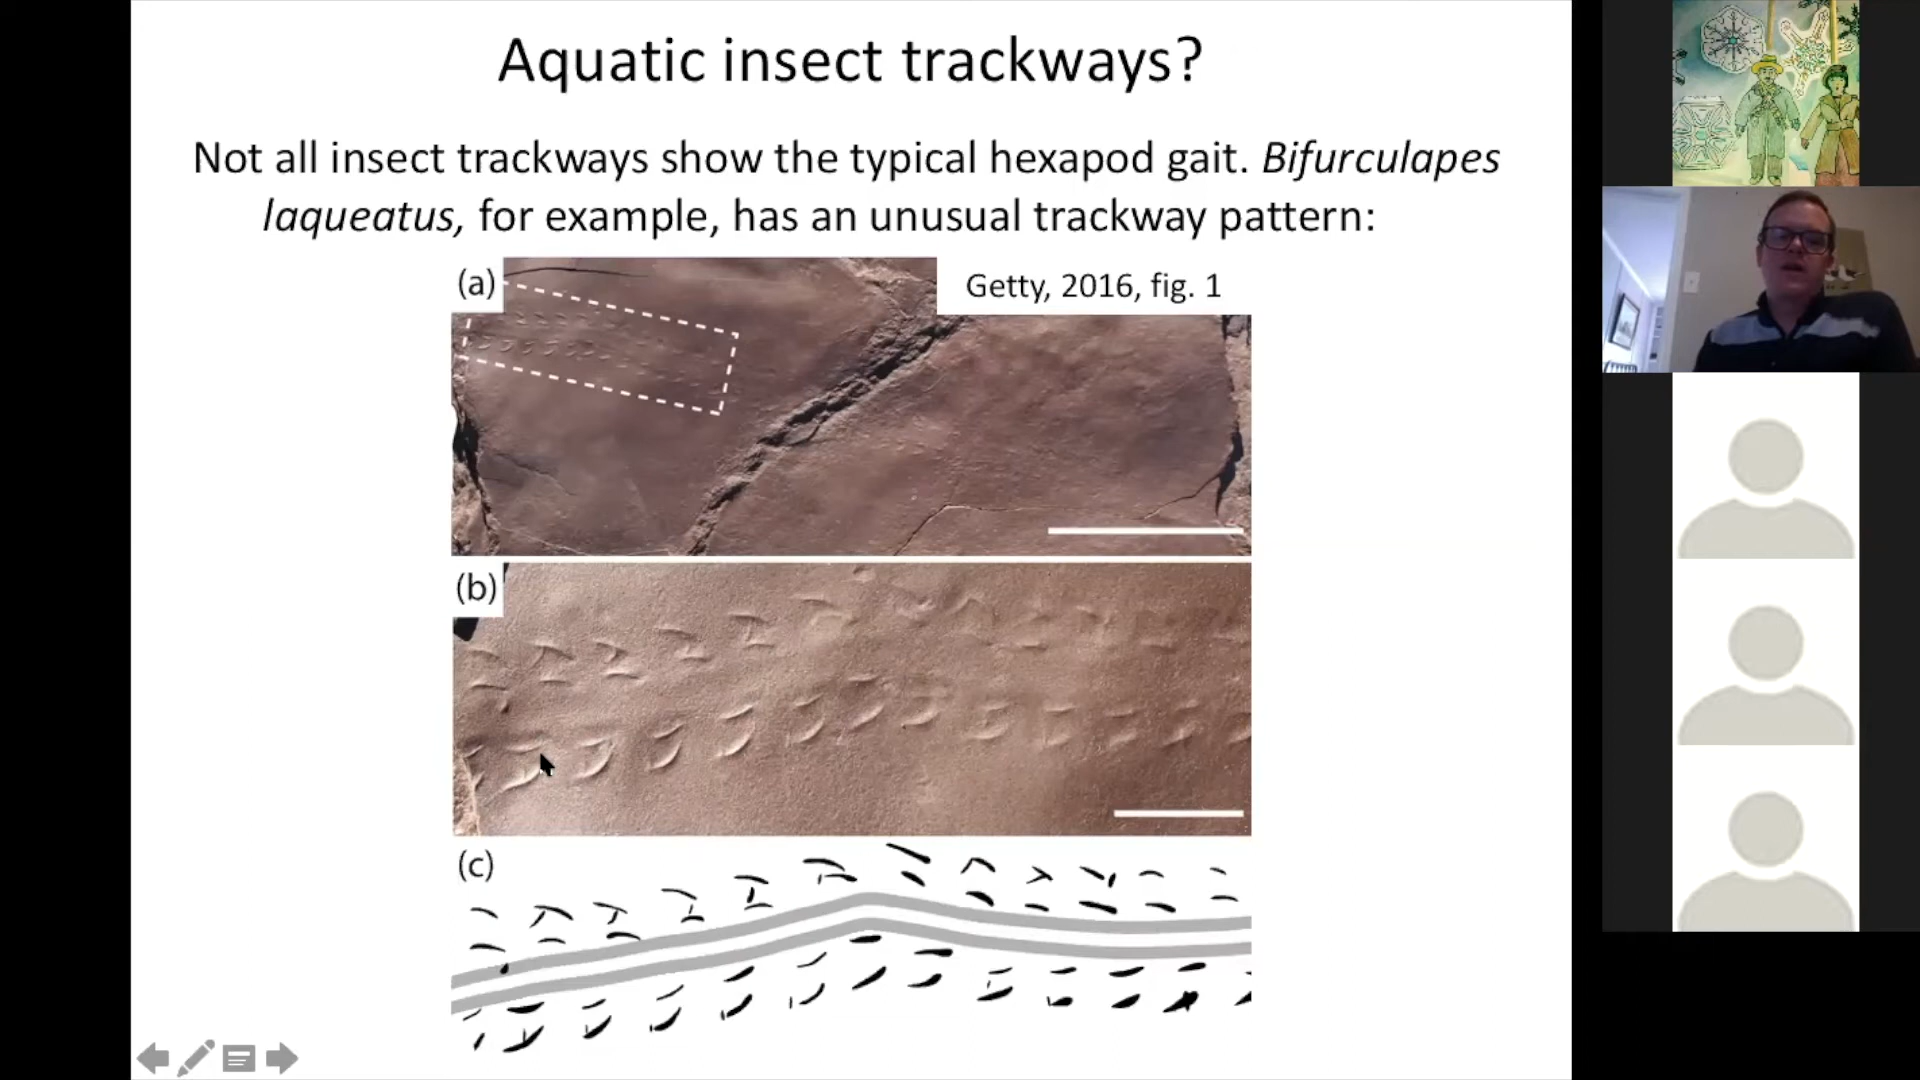 Aquatic insect trackways?
Not all insect trackways show the typical hexapod gait. Bifurculapes
laqueatus, for example, has an unusual trackway pattern:
(a)
Getty, 2016, fig. 1
(b)
(c)